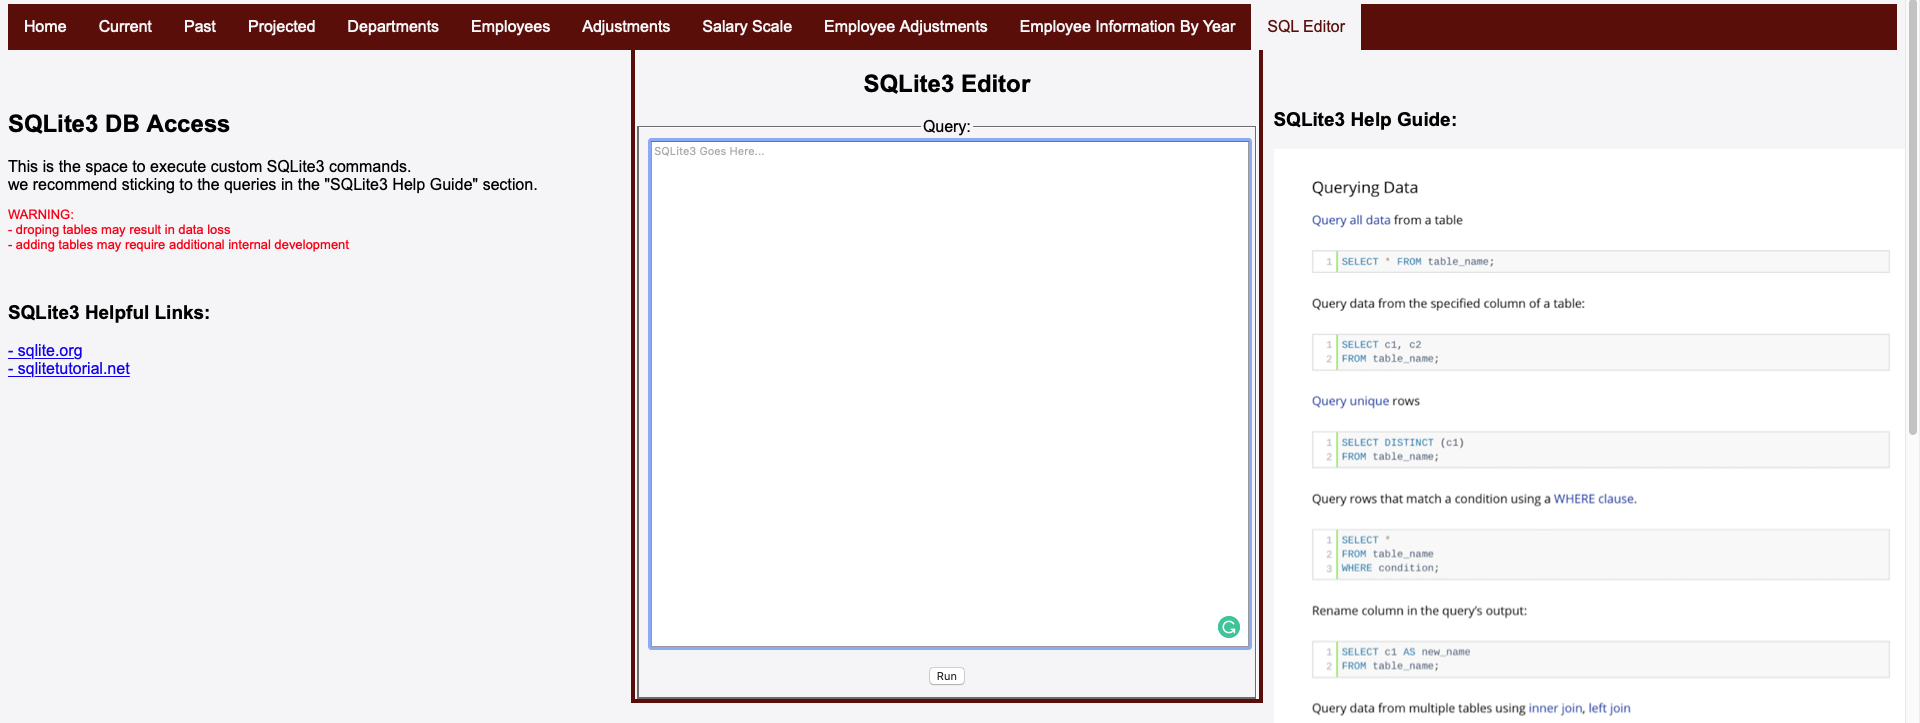 Home Current Past Projected Departments Employees Adjustments Salary Scale Employee Adjustments Employee Information By Year SQL Editor
SQLite3 DB Access
This is the space to execute custom SQLite3 commands.
we recommend sticking to the queries in the "SQLite3 Help Guide" section.
WARNING:
- droping tables may result in data loss
- adding tables may require additional internal development
SQLite3 Helpful Links:
- sqlite.org
- sqlitetutorial.net
SQLite3 Editor
Query:
SQLite3 Goes Here...
Run
SQLite3 Help Guide:
Querying Data
Query all data from a table
1 SELECT * FROM table_name;
Query data from the specified column of a table:
1 SELECT c1, c2
2 FROM table_name;
Query unique rows
1 SELECT DISTINCT (c1)
2 FROM table_name;
Query rows that match a condition using a WHERE clause.
1 SELECT *
2 FROM table_name
3 WHERE condition;
Rename column in the query's output:
1 SELECT c1 AS new_name
2 FROM table_name;
Query data from multiple tables using inner join, left join